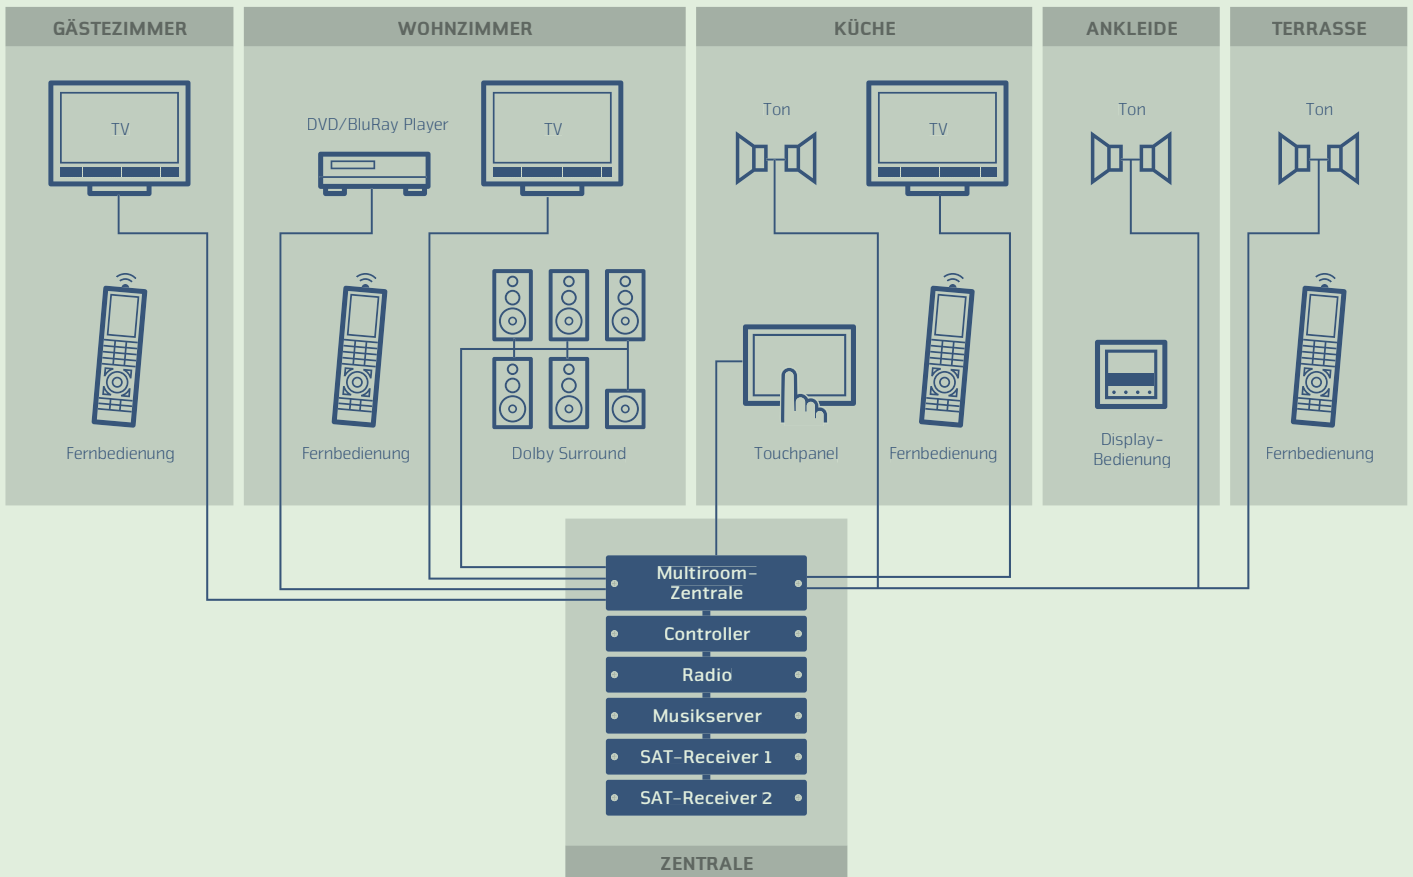 GÄSTEZIMMER
TV
Fernbedienung
WOHNZIMMER
DVD/BluRay Player
TV
Fernbedienung
Dolby Surround
KÜCHE
Ton
TV
Touchpanel
Fernbedienung
ANKLEIDE
Ton
Display-
Bedienung
TERRASSE
Ton
Fernbedienung
Multiroom-
Zentrale
Controller
Radio
Musikserver
SAT-Receiver 1
SAT-Receiver 2
ZENTRALE